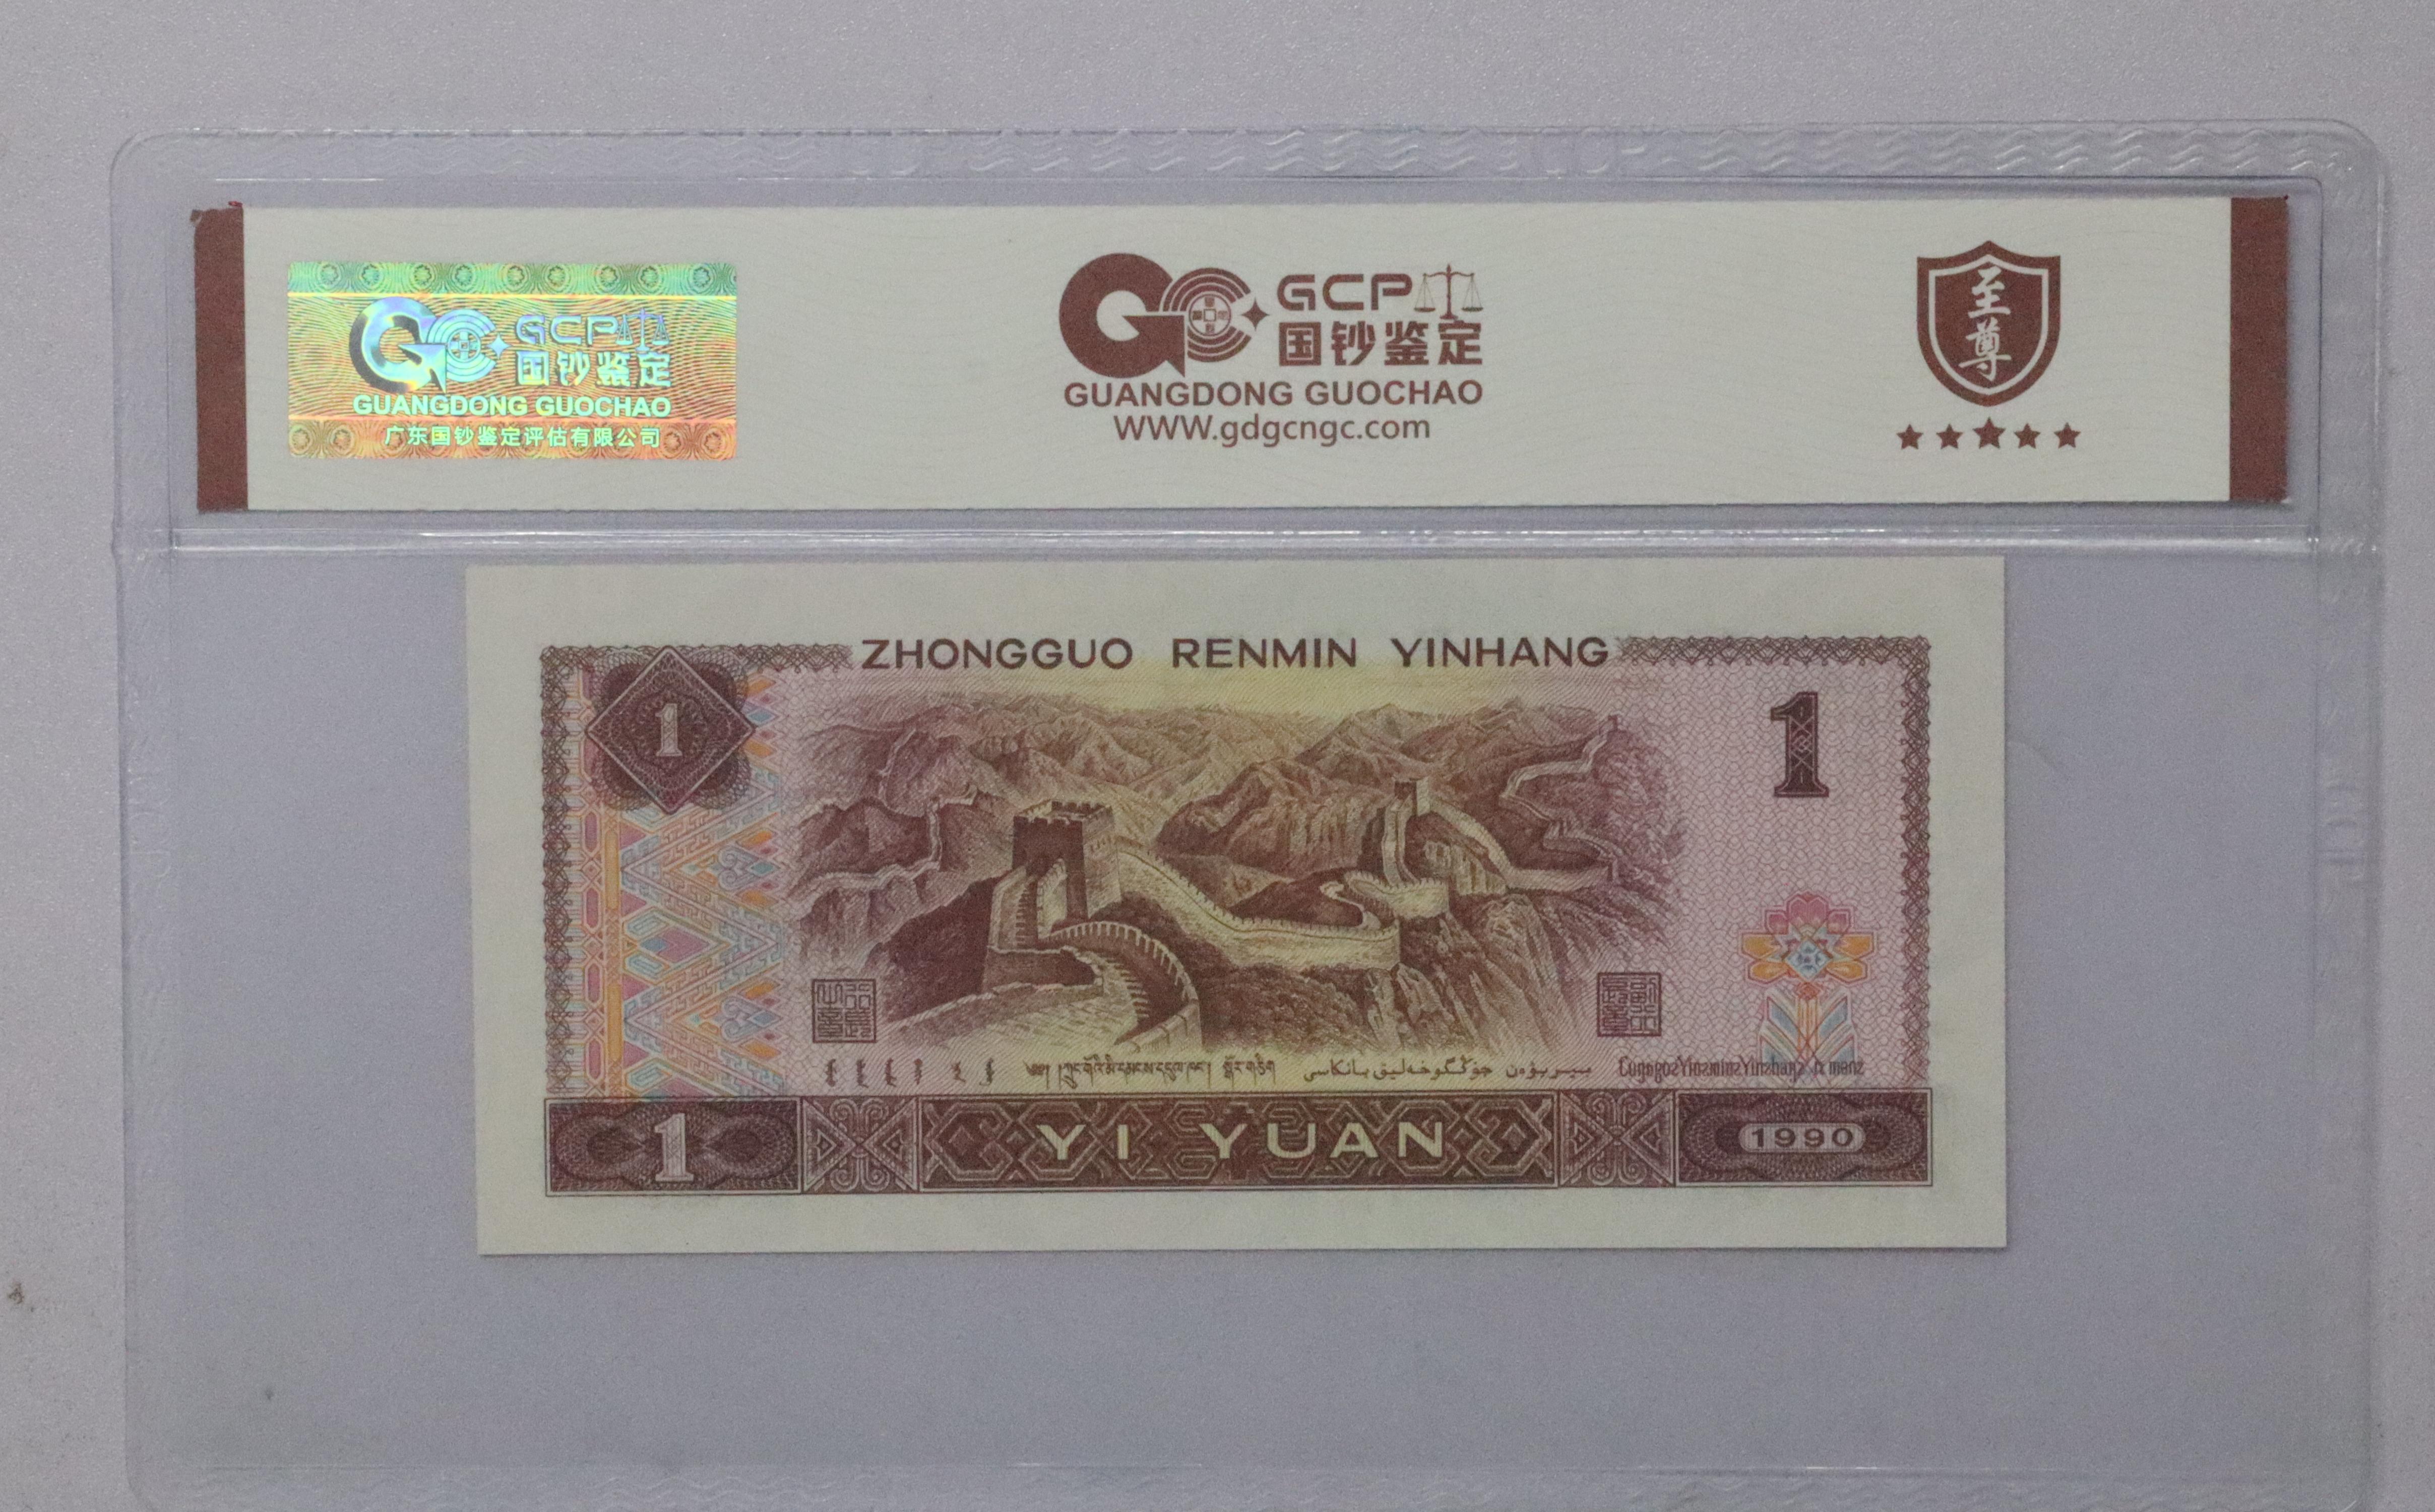 GCP
国钞鉴定
GUANGDONG GUOCHAO
广东国钞鉴定评估有限公司
GCP
国钞鉴定
GUANGDONG GUOCHAO
WWW.gdgcngc.com
至尊
ZHONGGUO RENMIN YINHANG
1
1
1
YI YUAN
1990